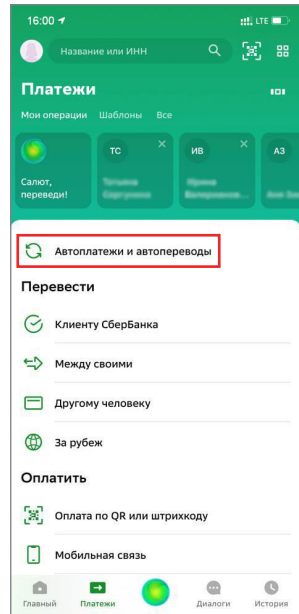 16:00
LTE
Название или ИНН
Платежи
Мои операции Шаблоны Все
ТС ИВ АЗ
Салют,
переведи!
Автоплатежи и автопереводы
Перевести
Клиенту СберБанка
Между своими
Другому человеку
За рубеж
Оплатить
Оплата по QR или штрихкоду
Мобильная связь
Главный Платежи Диалоги История